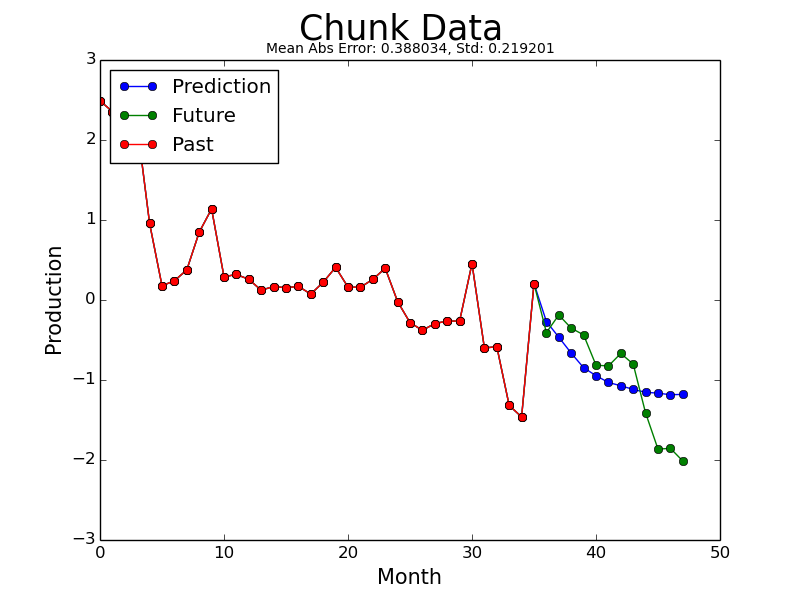 Chunk Data
Mean Abs Error: 0.388034, Std: 0.219201
Prediction
Future
Past
Production
3
2
1
0
−1
−2
−3
0 10 20 30 40 50
Month